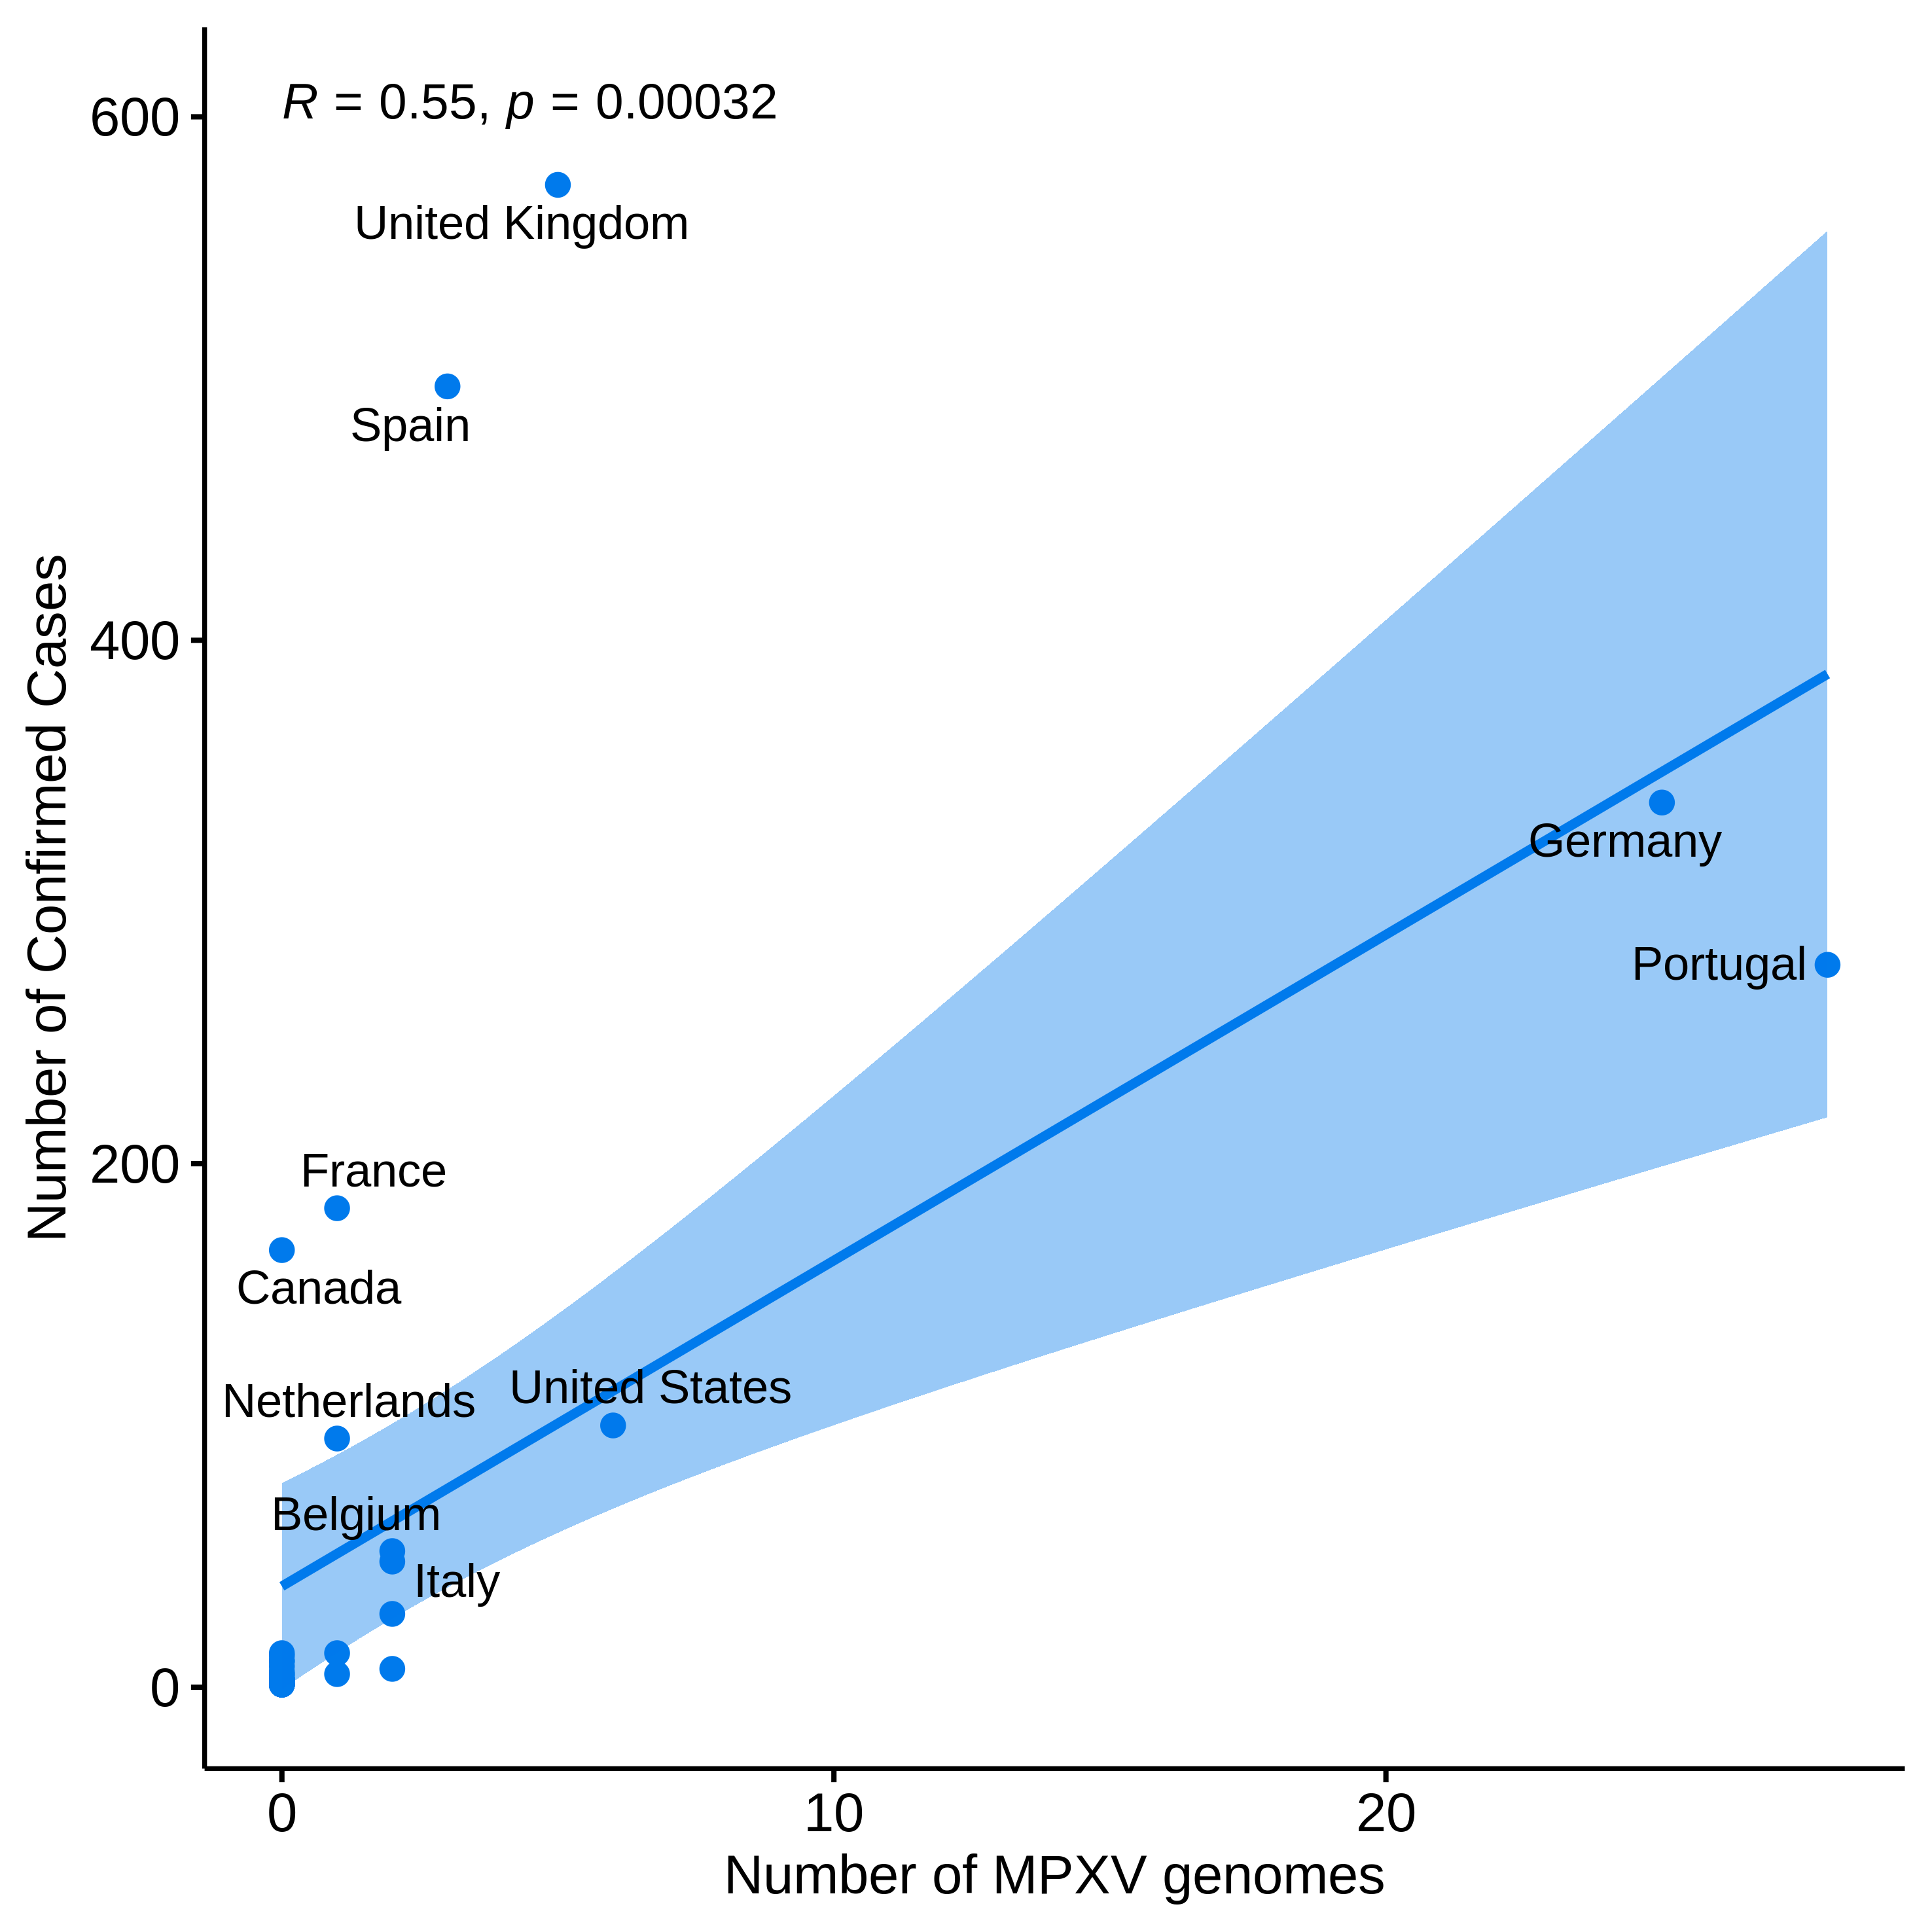 R = 0.55, p = 0.00032
600
United Kingdom
Spain
400
Number of Confirmed Cases
Germany
Portugal
200
France
Canada
United States
Netherlands
Belgium
Italy
0
0
10
20
Number of MPXV genomes